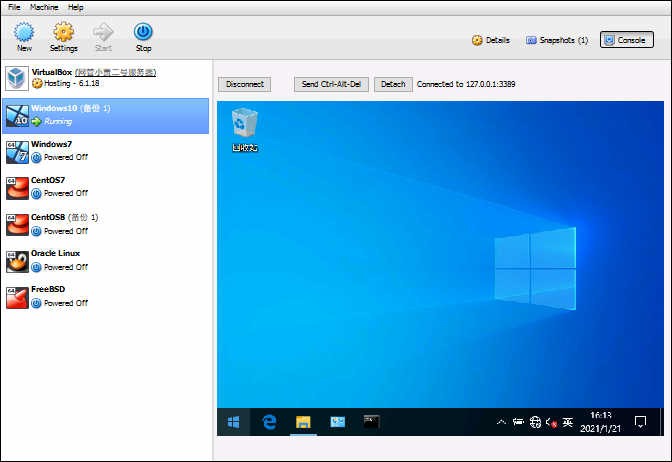 File Machine Help
New Settings Start Stop
Details Snapshots (1) Console
VirtualBox (网管小贾二号服务器)
Hosting - 6.1.18
Windows10 (备份 1)
Running
Windows7
Powered Off
CentOS7
Powered Off
CentOS8 (备份 1)
Powered Off
Oracle Linux
Powered Off
FreeBSD
Powered Off
Disconnect Send Ctrl-Alt-Del Detach Connected to 127.0.0.1:3389
回收站
英
16:13
2021/1/21